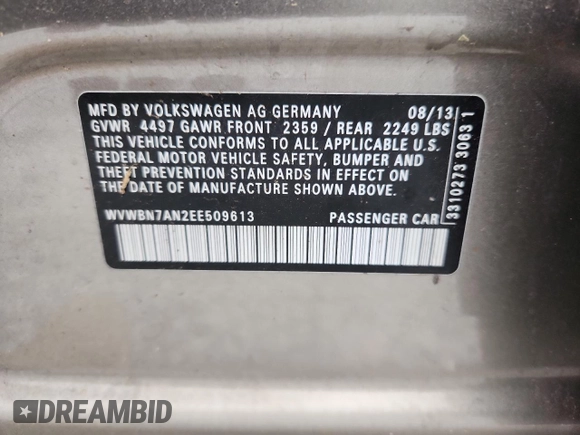 MFD BY VOLKSWAGEN AG GERMANY 08/13
GVWR 4497 GAWR FRONT 2359 / REAR 2249 LBS
THIS VEHICLE CONFORMS TO ALL APPLICABLE U.S.
FEDERAL MOTOR VEHICLE SAFETY, BUMPER AND
THEFT PREVENTION STANDARDS IN EFFECT ON
THE DATE OF MANUFACTURE SHOWN ABOVE.
WVWBN7AN2EE509613 PASSENGER CAR
3310273 3063 1
DREAMBID